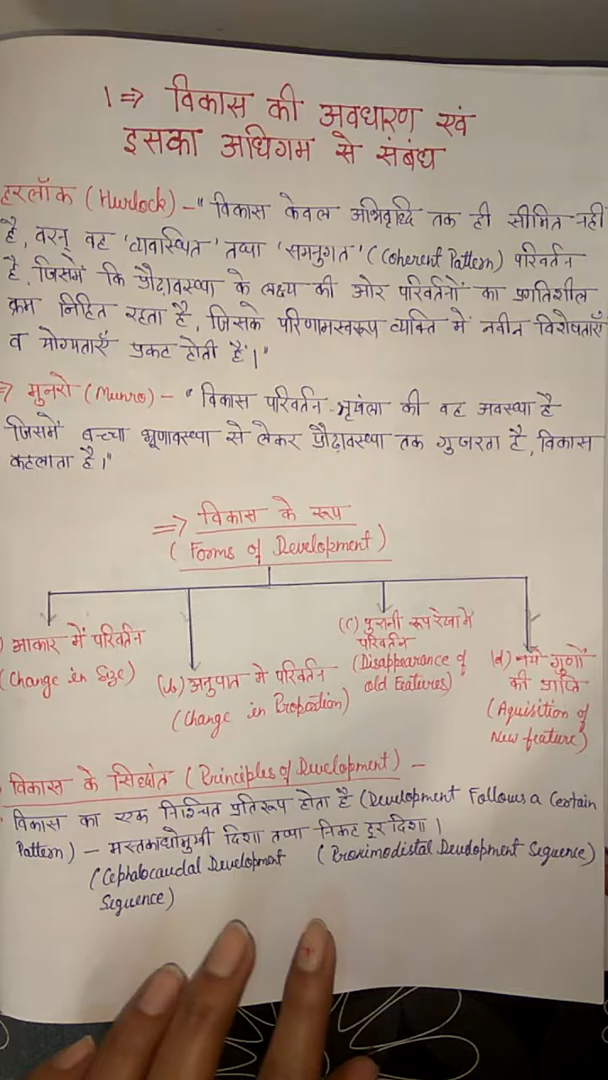 1 ⇒ विकास की अवधारण एवं
इसका अधिगम से संबंध
हरलॉक (Hurlock) – "विकास केवल अभिवृद्धि तक ही सीमित नहीं
है, वरन् वह 'व्यवस्थित' तथा 'समनुगत' (Coherent Pattern) परिवर्तन
है, जिसमें कि प्रौढ़ावस्था के लक्ष्य की ओर परिवर्तनों का प्रगतिशील
क्रम निहित रहता है, जिसके परिणामस्वरूप व्यक्ति में नवीन विशेषताएँ
व योग्यताएँ प्रकट होती हैं।"
⇒ मुनरो (Munro) – "विकास परिवर्तन श्रृंखला की वह अवस्था है
जिसमें बच्चा भ्रूणावस्था से लेकर प्रौढ़ावस्था तक गुजरता है, विकास
कहलाता है।"
⇒ विकास के रूप
(Forms of Development)
) आकार में परिवर्तन
(Change in Size)
(b) अनुपात में परिवर्तन
(Change in Proportion)
(c) पुरानी रूपरेखा में
परिवर्तन
(Disappearance of
old Features)
(d) नये गुणों
की प्राप्ति
(Aquisition of
New feature)
विकास के सिध्दांत (Principles of Development) –
विकास का एक निश्चित प्रतिरूप होता है (Development Follows a Certain
Pattern) – मस्तकाधोमुखी दिशा तथा निकट दूर दिशा।
(Cephalocaudal Development (Proximodistal Development Sequence)
Sequence)